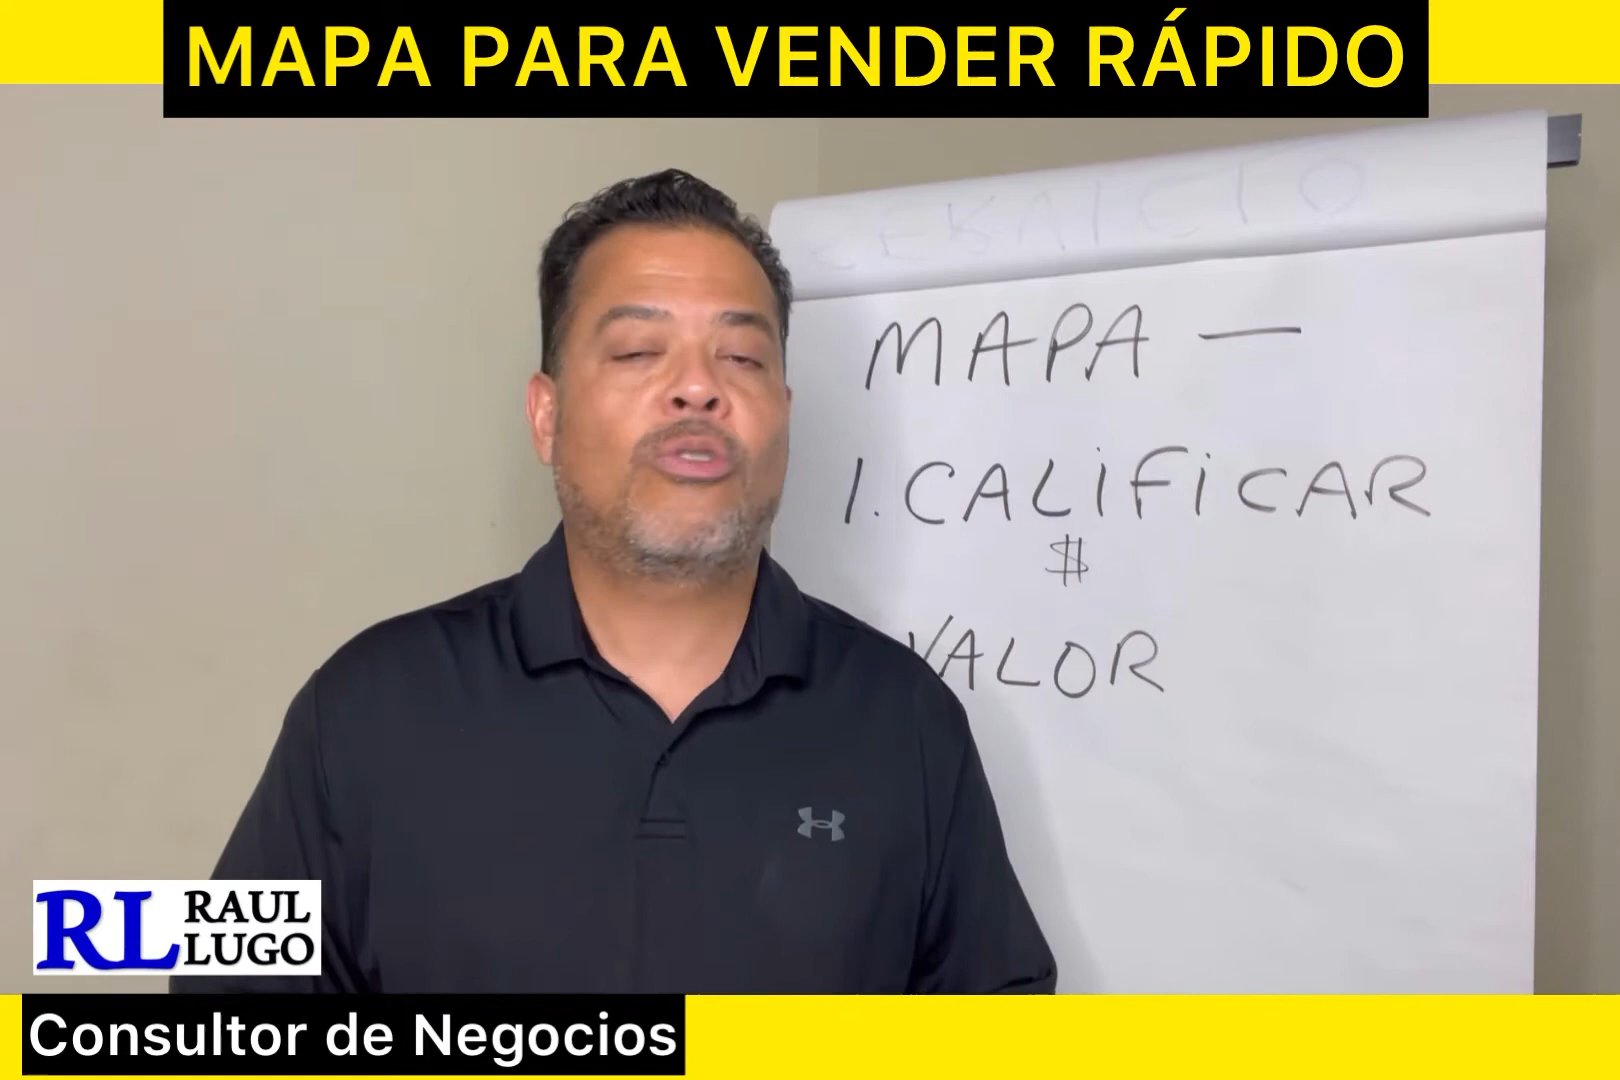 MAPA PARA VENDER RÁPIDO
MAPA —
1. CALiFiCAR
$
VALOR
RL RAUL
LUGO
Consultor de Negocios